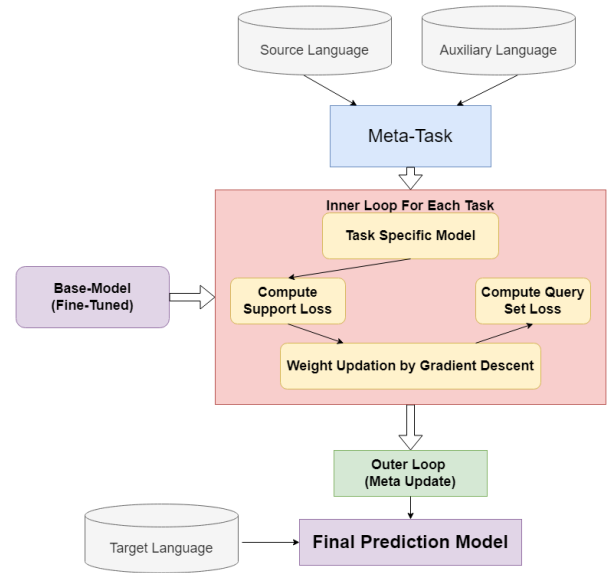 Source Language
Auxiliary Language
Meta-Task
Inner Loop For Each Task
Task Specific Model
Base-Model
(Fine-Tuned)
Compute
Support Loss
Compute Query
Set Loss
Weight Updation by Gradient Descent
Outer Loop
(Meta Update)
Target Language
Final Prediction Model